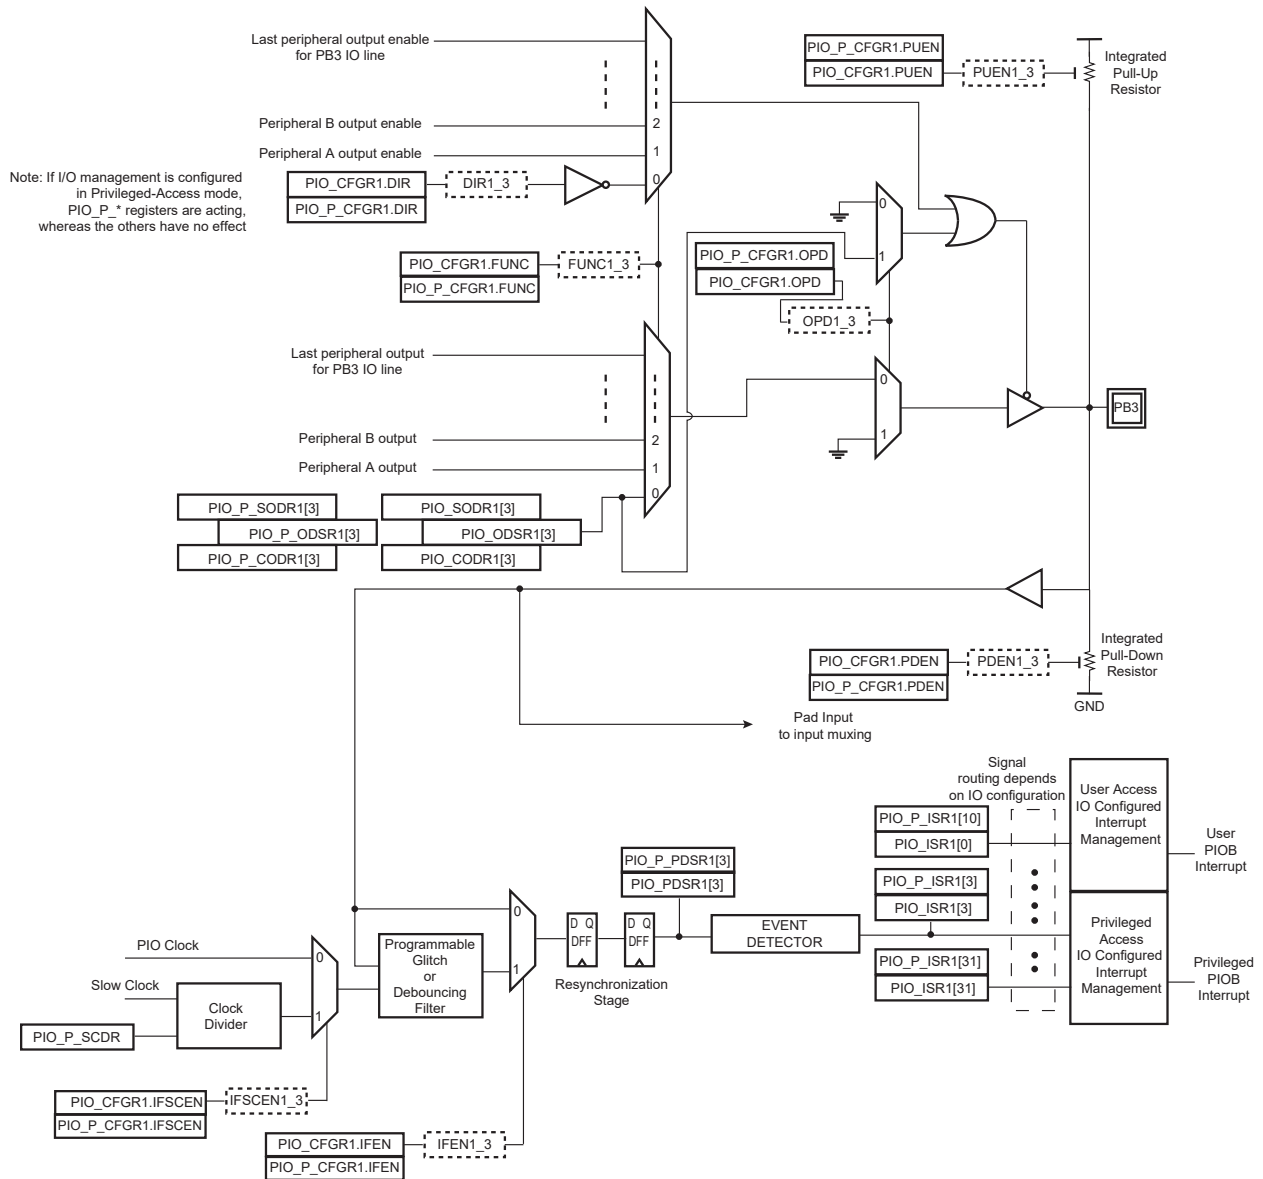 Last peripheral output enable
for PB3 IO line
PIO_P_CFGR1.PUEN
PIO_CFGR1.PUEN
PUEN1_3
Integrated
Pull-Up
Resistor
2
Peripheral B output enable
Peripheral A output enable
1
0
Note: If I/O management is configured
in Privileged-Access mode,
PIO_P_* registers are acting,
whereas the others have no effect
PIO_CFGR1.DIR
PIO_P_CFGR1.DIR
DIR1_3
0
1
PIO_CFGR1.FUNC
PIO_P_CFGR1.FUNC
FUNC1_3
PIO_P_CFGR1.OPD
PIO_CFGR1.OPD
OPD1_3
Last peripheral output
for PB3 IO line
0
1
PB3
Peripheral B output
2
Peripheral A output
1
0
PIO_P_SODR1[3]
PIO_P_ODSR1[3]
PIO_P_CODR1[3]
PIO_SODR1[3]
PIO_ODSR1[3]
PIO_CODR1[3]
PIO_CFGR1.PDEN
PIO_P_CFGR1.PDEN
PDEN1_3
Integrated
Pull-Down
Resistor
GND
Pad Input
to input muxing
Signal
routing depends
on IO configuration
PIO_P_ISR1[10]
PIO_ISR1[0]
User Access
IO Configured
Interrupt
Management
User
PIOB
Interrupt
PIO_P_PDSR1[3]
PIO_PDSR1[3]
PIO_P_ISR1[3]
PIO_ISR1[3]
0
1
D Q
DFF
D Q
DFF
Resynchronization
Stage
EVENT
DETECTOR
Privileged
Access
IO Configured
Interrupt
Management
Privileged
PIOB
Interrupt
PIO_P_ISR1[31]
PIO_ISR1[31]
PIO Clock
0
1
Programmable
Glitch
or
Debouncing
Filter
Slow Clock
Clock
Divider
PIO_P_SCDR
PIO_CFGR1.IFSCEN
PIO_P_CFGR1.IFSCEN
IFSCEN1_3
PIO_CFGR1.IFEN
PIO_P_CFGR1.IFEN
IFEN1_3